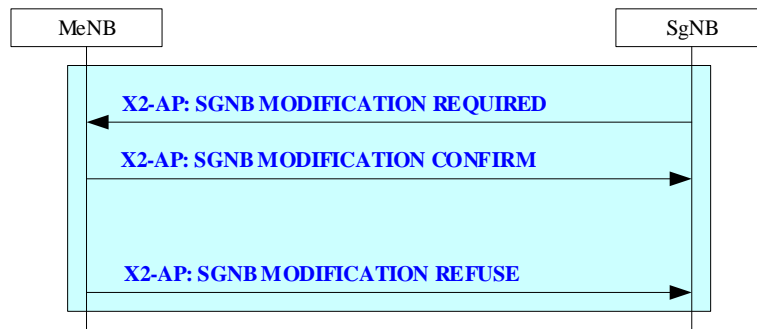 MeNB
SgNB
X2-AP: SGNB MODIFICATION REQUIRED
X2-AP: SGNB MODIFICATION CONFIRM
X2-AP: SGNB MODIFICATION REFUSE